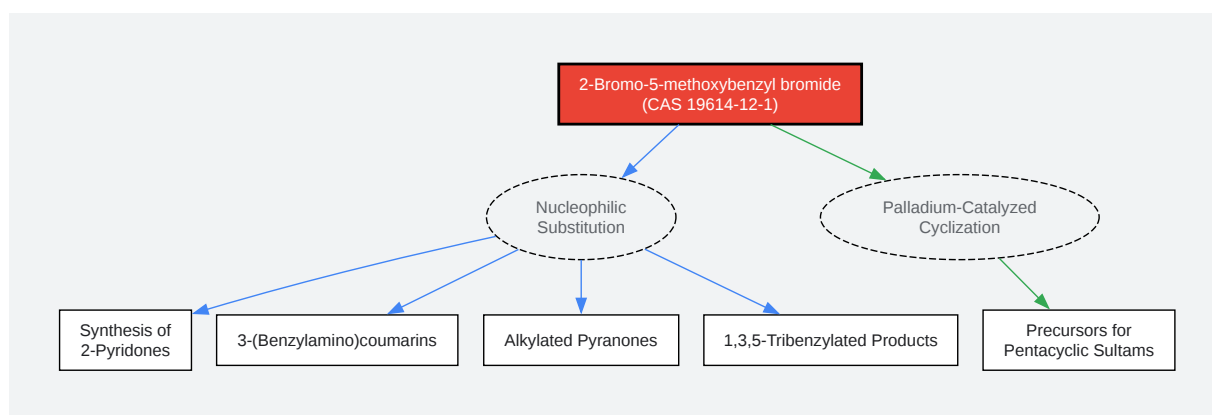 2-Bromo-5-methoxybenzyl bromide
(CAS 19614-12-1)
Nucleophilic
Substitution
Palladium-Catalyzed
Cyclization
Synthesis of
2-Pyridones
3-(Benzylamino)coumarins
Alkylated Pyranones
1,3,5-Tribenzylated Products
Precursors for
Pentacyclic Sultams